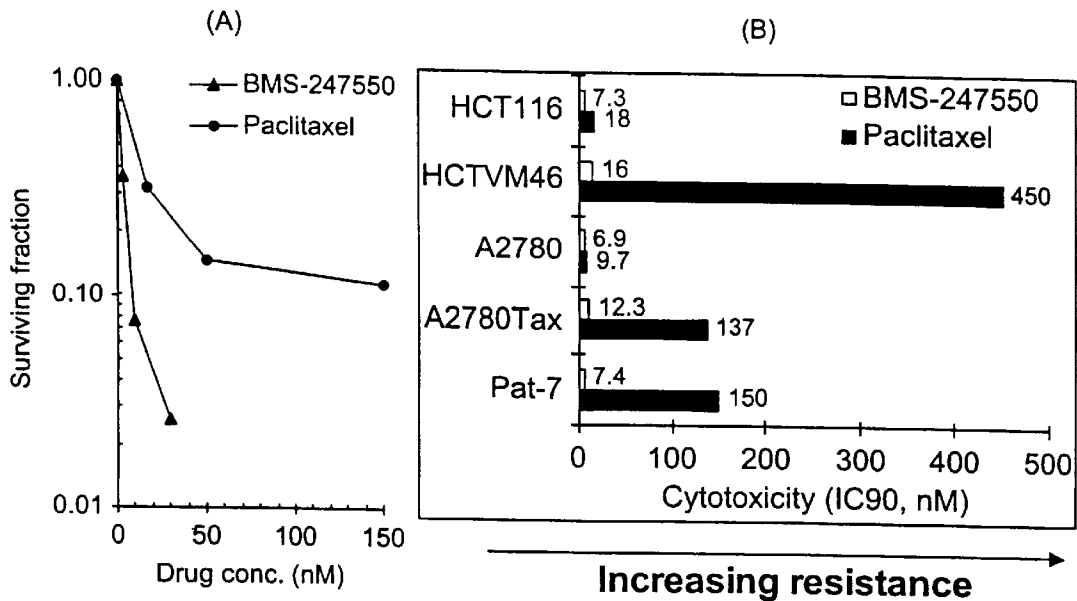 (A)
1.00
0.10
0.01
Surviving fraction
BMS-247550
Paclitaxel
0 50 100 150
Drug conc. (nM)
(B)
BMS-247550
Paclitaxel
HCT116
7.3
18
HCTVM46
16
450
A2780
6.9
9.7
A2780Tax
12.3
137
Pat-7
7.4
150
0 100 200 300 400 500
Cytotoxicity (IC90, nM)
Increasing resistance